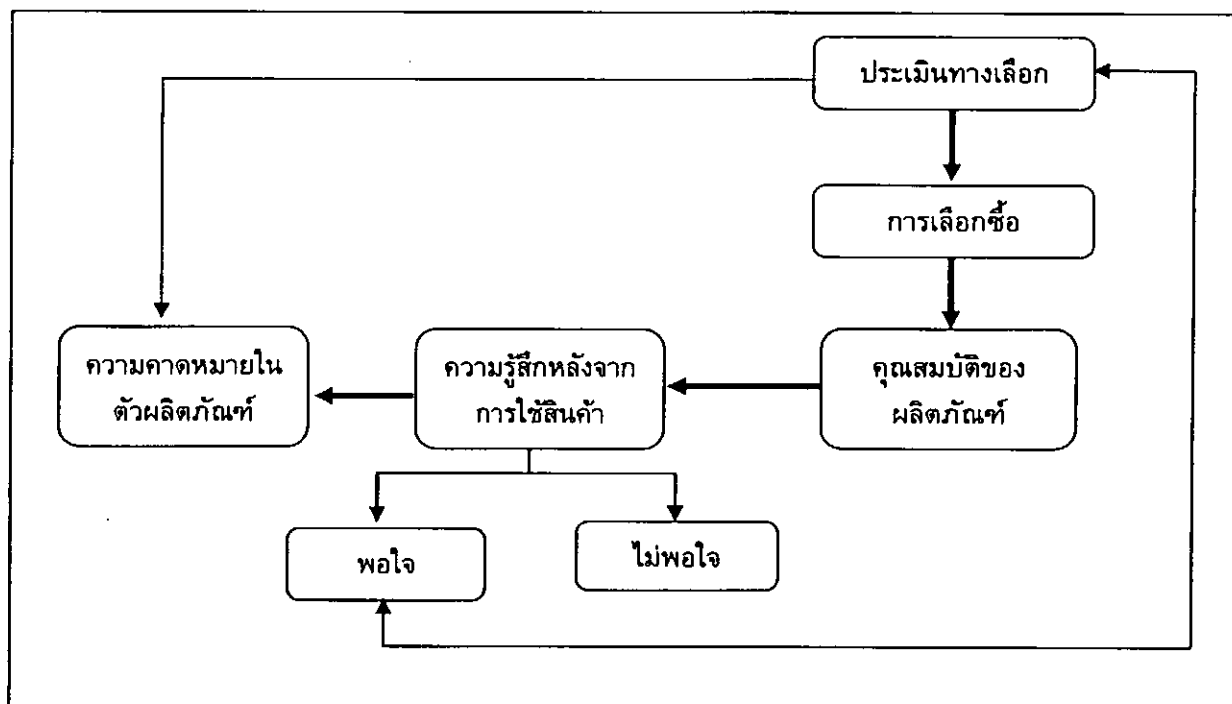 ประเมินทางเลือก
การเลือกซื้อ
ความคาดหมายใน
ตัวผลิตภัณฑ์
ความรู้สึกหลังจาก
การใช้สินค้า
คุณสมบัติของ
ผลิตภัณฑ์
พอใจ
ไม่พอใจ